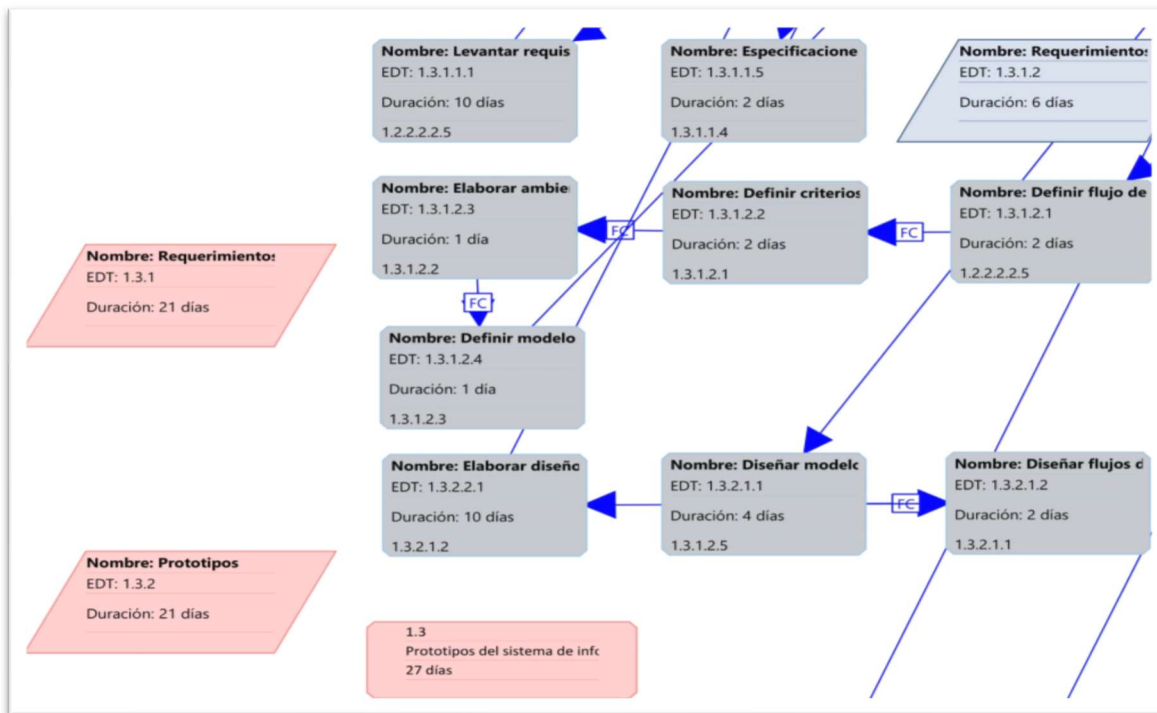 Nombre: Levantar requis
EDT: 1.3.1.1.1
Duración: 10 días
1.2.2.2.2.5
Nombre: Especificacione
EDT: 1.3.1.1.5
Duración: 2 días
1.3.1.1.4
Nombre: Requerimientos
EDT: 1.3.1.2
Duración: 6 días
Nombre: Elaborar ambie
EDT: 1.3.1.2.3
Duración: 1 día
1.3.1.2.2
FC
Nombre: Definir criterios
EDT: 1.3.1.2.2
Duración: 2 días
1.3.1.2.1
FC
Nombre: Definir flujo de
EDT: 1.3.1.2.1
Duración: 2 días
1.2.2.2.2.5
Nombre: Requerimientos
EDT: 1.3.1
Duración: 21 días
FC
Nombre: Definir modelo
EDT: 1.3.1.2.4
Duración: 1 día
1.3.1.2.3
Nombre: Elaborar diseño
EDT: 1.3.2.2.1
Duración: 10 días
1.3.2.1.2
Nombre: Diseñar modelo
EDT: 1.3.2.1.1
Duración: 4 días
1.3.1.2.5
FC
Nombre: Diseñar flujos d
EDT: 1.3.2.1.2
Duración: 2 días
1.3.2.1.1
Nombre: Prototipos
EDT: 1.3.2
Duración: 21 días
1.3
Prototipos del sistema de info
27 días